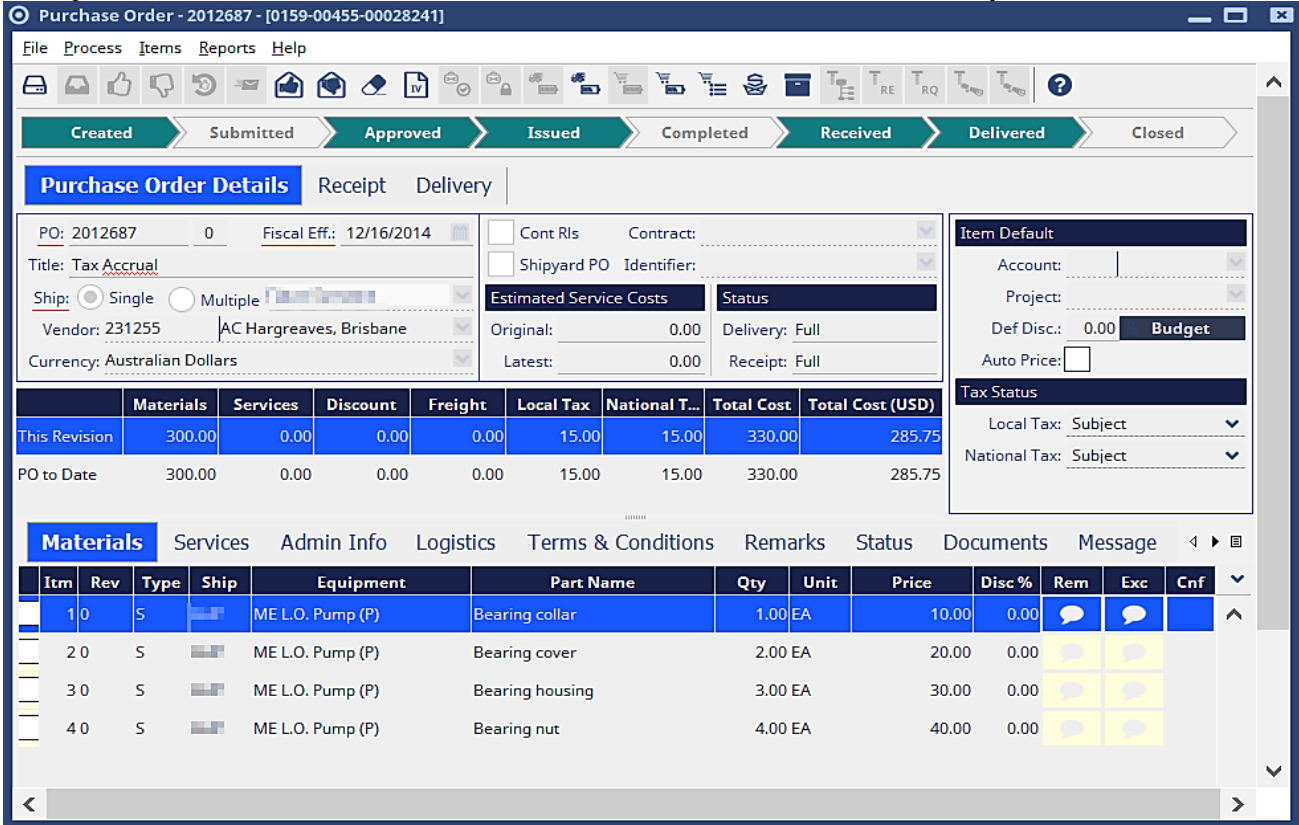 Purchase Order - 2012687 - [0159-00455-00028241]
File Process Items Reports Help
IV RE RQ ?
Created Submitted Approved Issued Completed Received Delivered Closed
Purchase Order Details Receipt Delivery
PO: 2012687 0 Fiscal Eff.: 12/16/2014 Cont Rls Contract: Item Default
Title: Tax Accrual Shipyard PO Identifier: Account:
Ship: Single Multiple Estimated Service Costs Status Project:
Vendor: 231255 AC Hargreaves, Brisbane Original: 0.00 Delivery: Full Def Disc.: 0.00 Budget
Currency: Australian Dollars Latest: 0.00 Receipt: Full Auto Price:
Tax Status
Local Tax: Subject
National Tax: Subject
Materials Services Discount Freight Local Tax National T... Total Cost Total Cost (USD)
This Revision 300.00 0.00 0.00 0.00 15.00 15.00 330.00 285.75
PO to Date 300.00 0.00 0.00 0.00 15.00 15.00 330.00 285.75
Materials Services Admin Info Logistics Terms & Conditions Remarks Status Documents Message
Itm Rev Type Ship Equipment Part Name Qty Unit Price Disc % Rem Exc Cnf
1 0 S ME L.O. Pump (P) Bearing collar 1.00 EA 10.00 0.00
2 0 S ME L.O. Pump (P) Bearing cover 2.00 EA 20.00 0.00
3 0 S ME L.O. Pump (P) Bearing housing 3.00 EA 30.00 0.00
4 0 S ME L.O. Pump (P) Bearing nut 4.00 EA 40.00 0.00